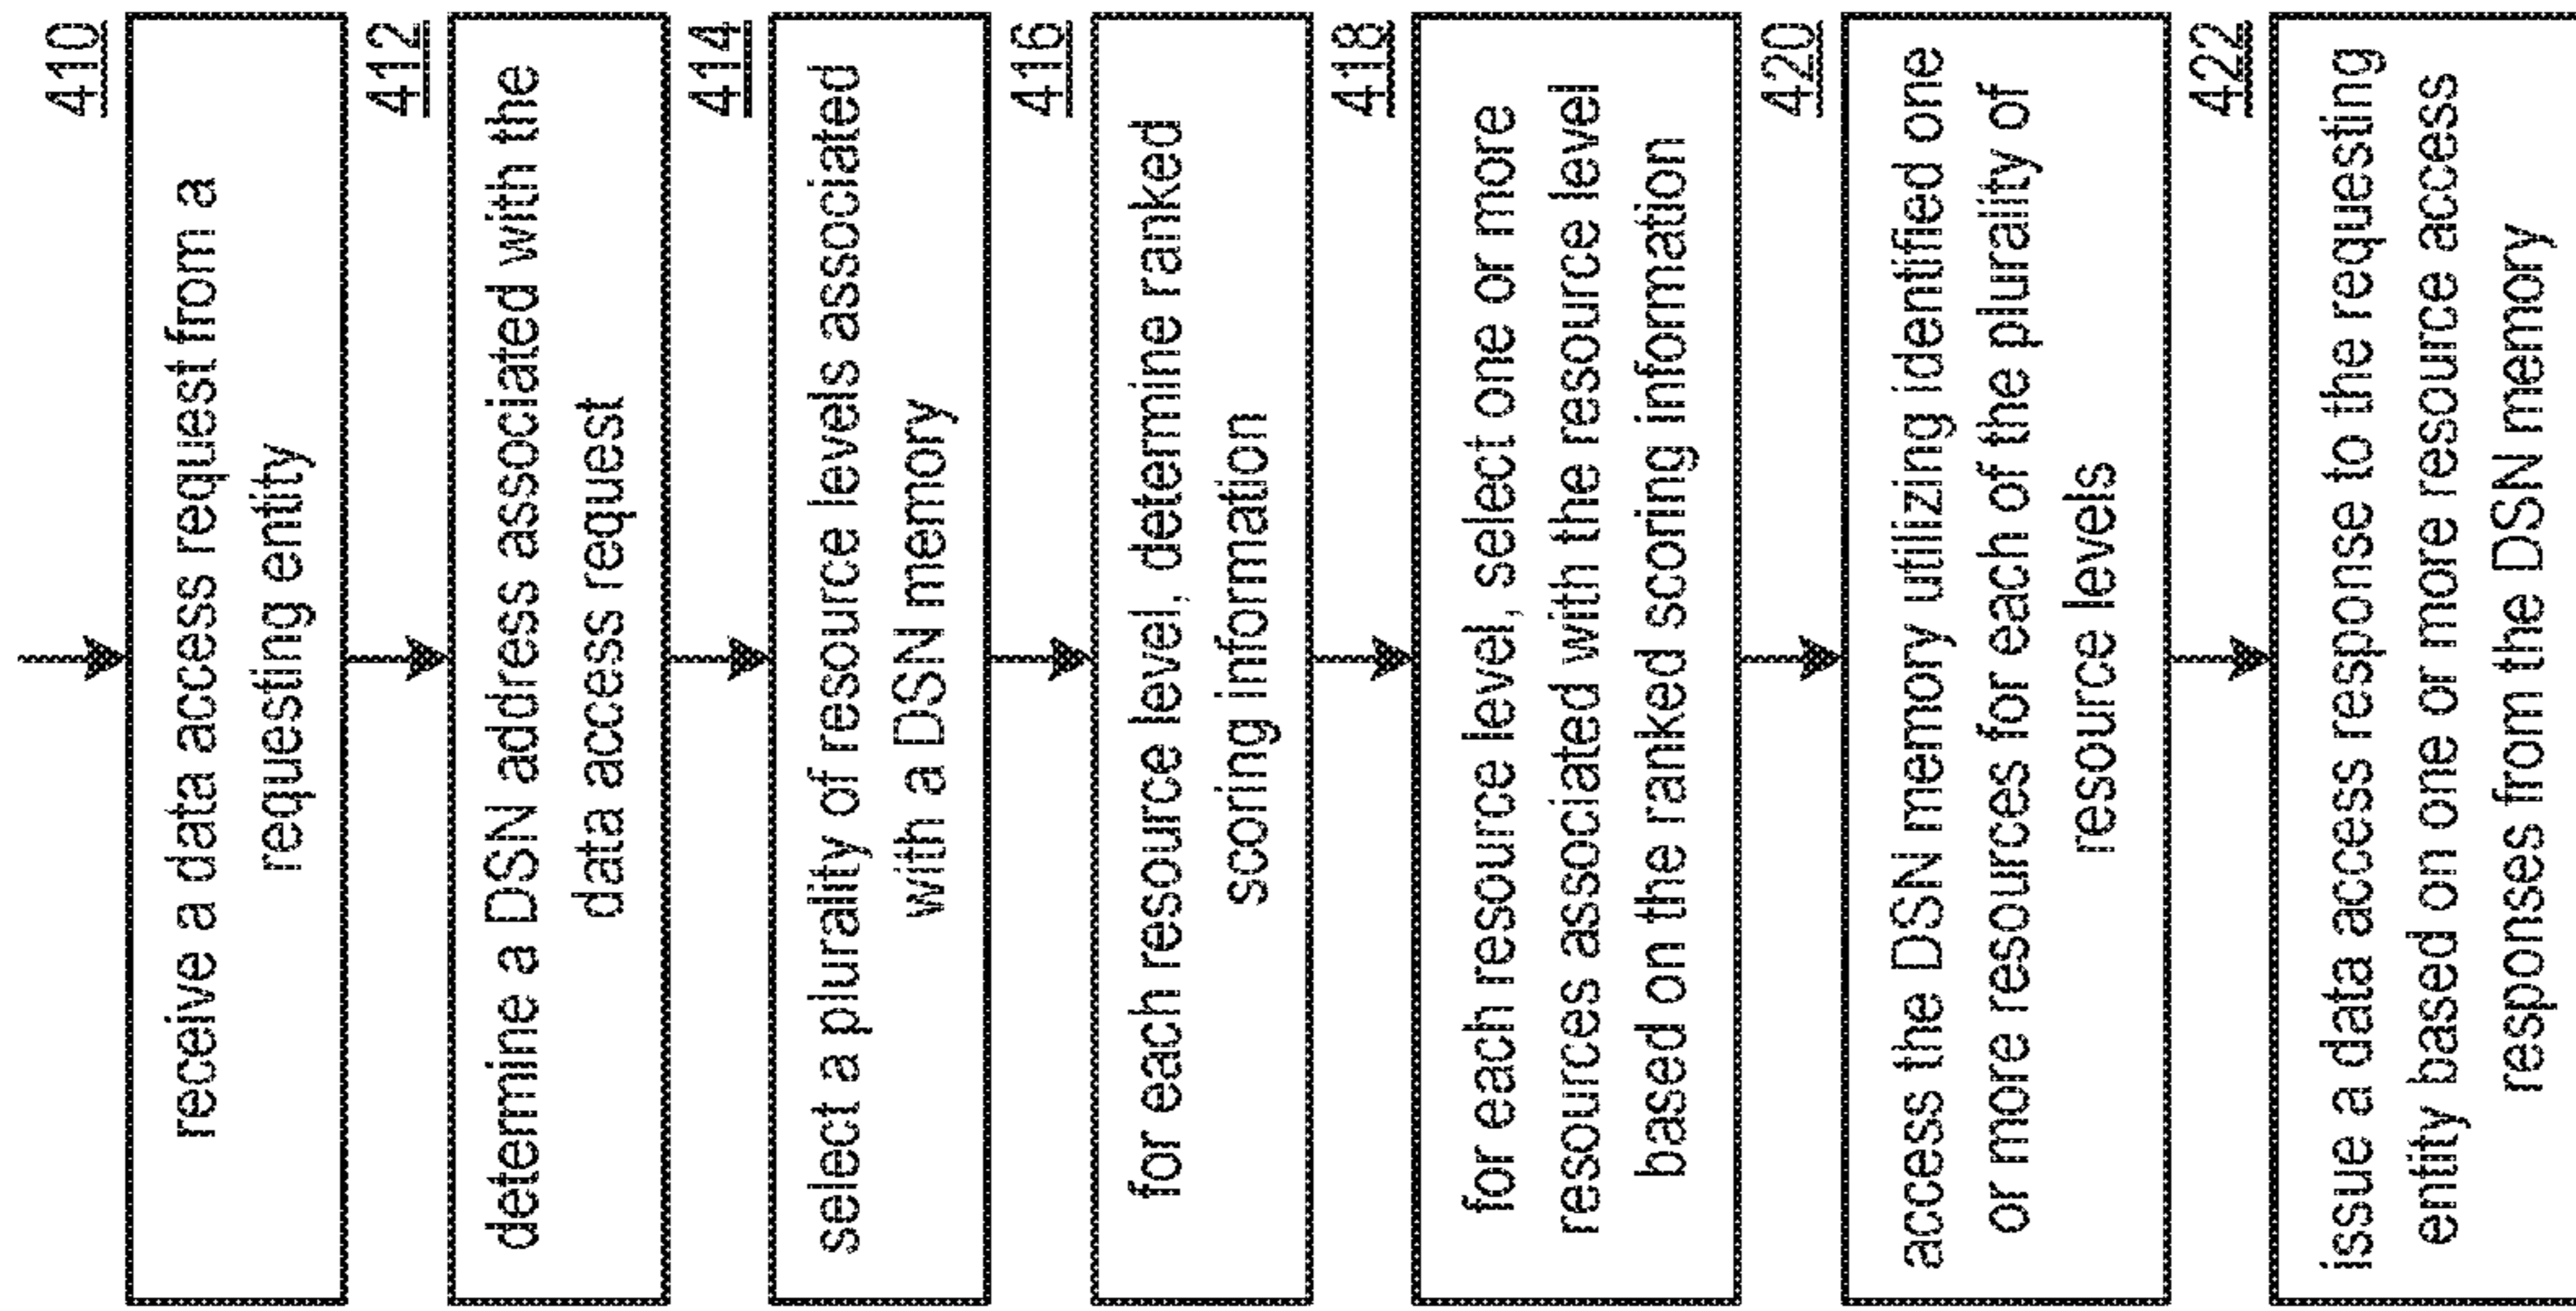 410
receive a data access request from a
requesting entity
412
determine a DSN address associated with the
data access request
414
select a plurality of resource levels associated
with a DSN memory
416
for each resource level, determine ranked
scoring information
418
for each resource level, select one or more
resources associated with the resource level
based on the ranked scoring information
420
access the DSN memory utilizing identified one
or more resources for each of the plurality of
resource levels
422
issue a data access response to the requesting
entity based on one or more resource access
responses from the DSN memory